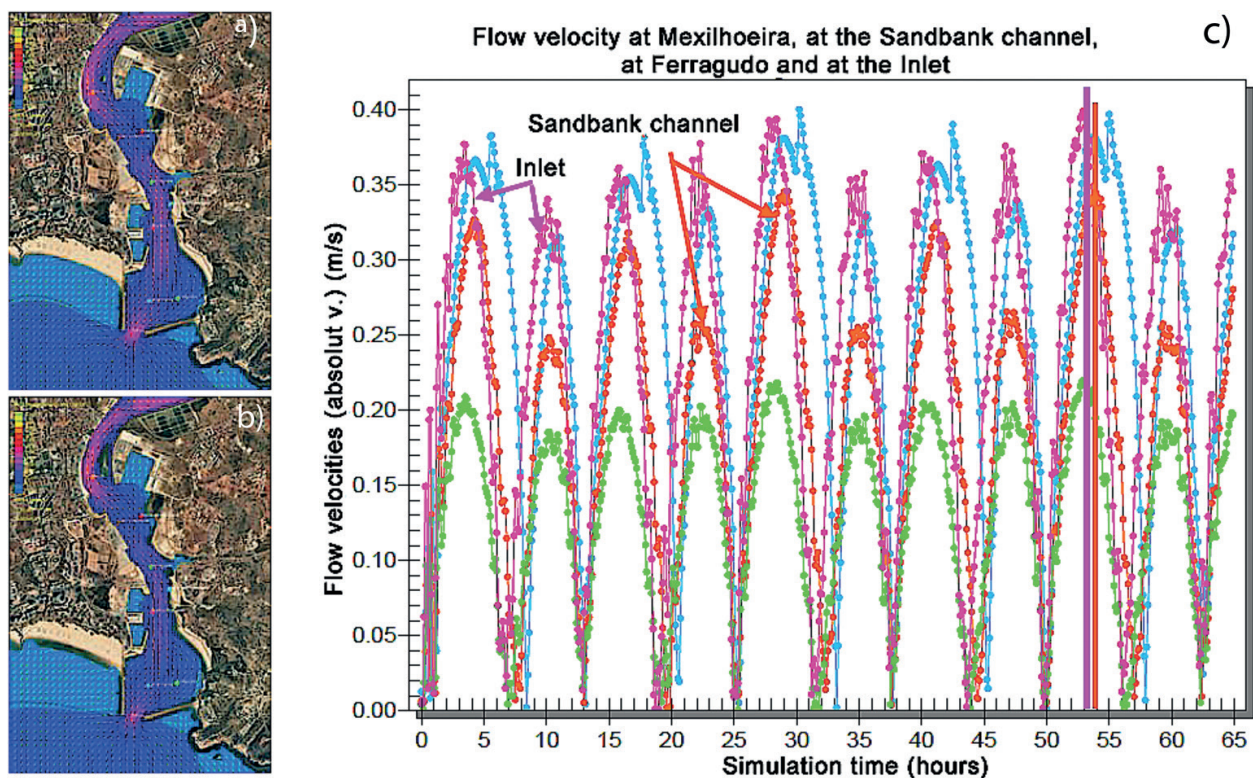 a)
b)
c)
Flow velocity at Mexilhoeira, at the Sandbank channel,
at Ferragudo and at the Inlet
Sandbank channel
Inlet
Flow velocities (absolut v.) (m/s)
0.40
0.35
0.30
0.25
0.20
0.15
0.10
0.05
0.00
0 5 10 15 20 25 30 35 40 45 50 55 60 65
Simulation time (hours)